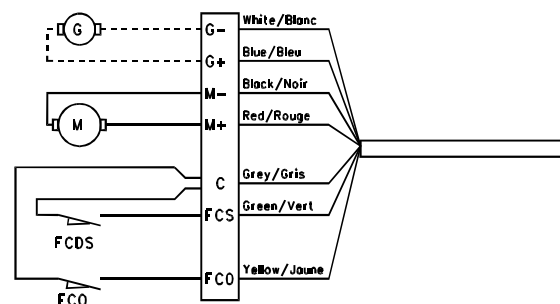 White/Blanc
G G-
Blue/Bleu
G+
Black/Noir
M-
Red/Rouge
M M+
Grey/Gris
C
Green/Vert
FCS
FCDS
Yellow/Jaune
FCO
FCO